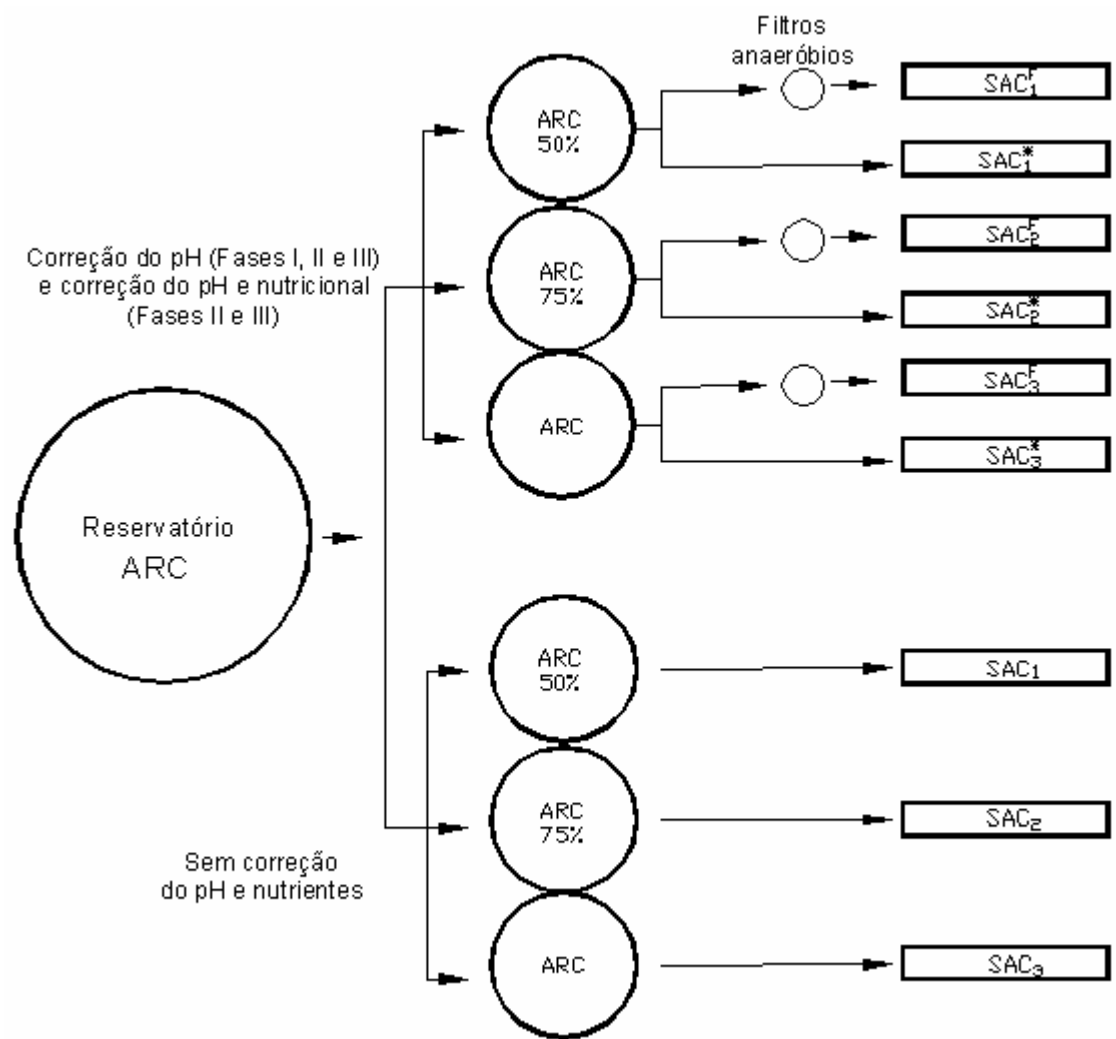 Filtros
anaeróbios
ARC
50%
SAC₁ᶠ
SAC₁*
Correção do pH (Fases I, II e III)
e correção do pH e nutricional
(Fases II e III)
ARC
75%
SAC₂ᶠ
SAC₂*
ARC
SAC₃ᶠ
SAC₃*
Reservatório
ARC
ARC
50%
SAC₁
ARC
75%
SAC₂
Sem correção
do pH e nutrientes
ARC
SAC₃